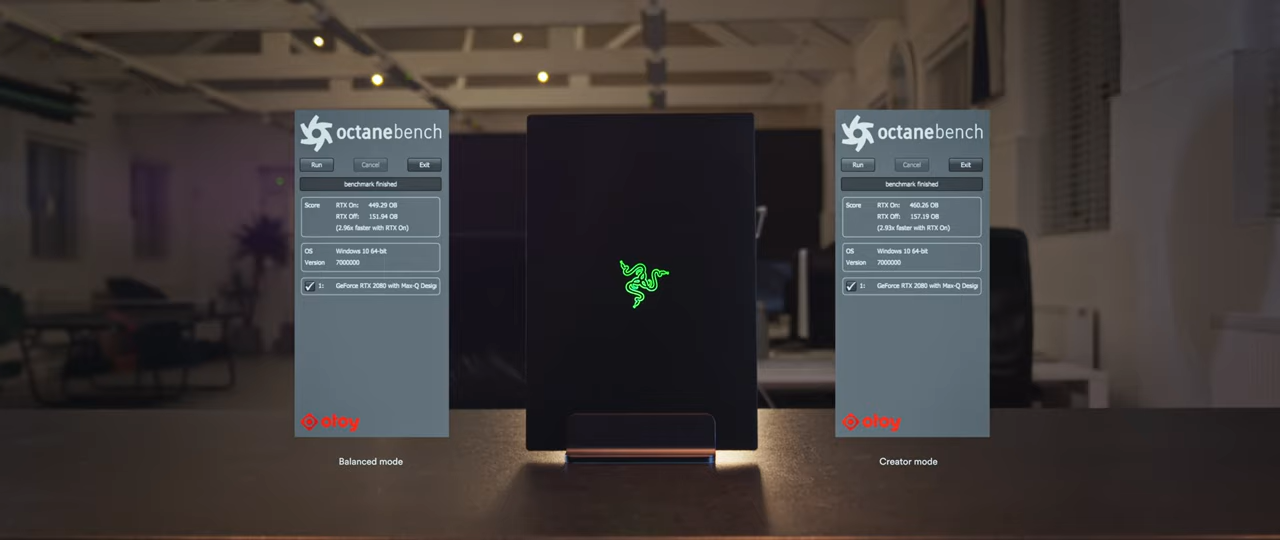 octanebench
Run Cancel Exit
benchmark finished
Score RTX On: 449.29 OB
RTX Off: 151.94 OB
(2.96x faster with RTX On)
OS Windows 10 64-bit
Version 7000000
1: GeForce RTX 2080 with Max-Q Desig
otoy
Balanced mode
octanebench
Run Cancel Exit
benchmark finished
Score RTX On: 460.26 OB
RTX Off: 157.19 OB
(2.93x faster with RTX On)
OS Windows 10 64-bit
Version 7000000
1: GeForce RTX 2080 with Max-Q Desig
otoy
Creator mode